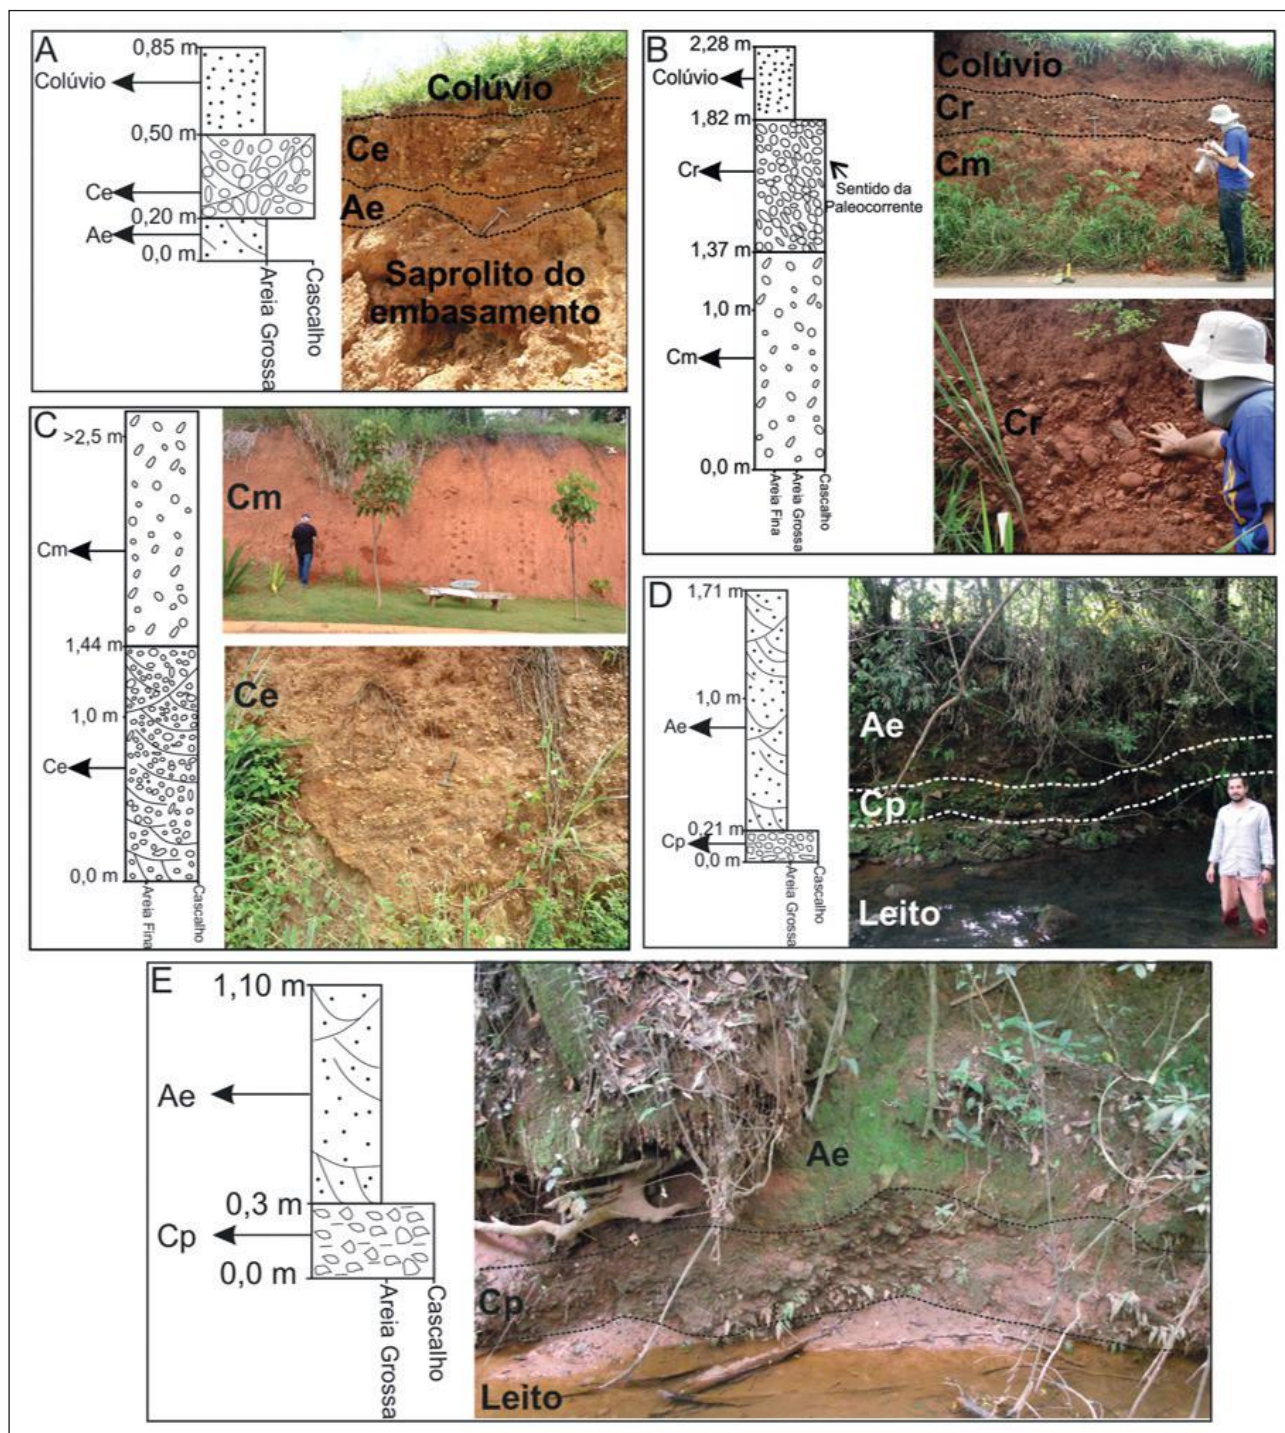 A
0,85 m
Colúvio
0,50 m
Ce
0,20 m
Ae
0,0 m
Areia Grossa
Cascalho
Colúvio
Ce
Ae
Saprolito do
embasamento
B
2,28 m
Colúvio
1,82 m
Cr
Sentido da
Paleocorrente
1,37 m
1,0 m
Cm
0,0 m
Areia Fina
Areia Grossa
Cascalho
Colúvio
Cr
Cm
Cr
C
>2,5 m
Cm
1,44 m
1,0 m
Ce
0,0 m
Areia Fina
Cascalho
Cm
Ce
D
1,71 m
1,0 m
Ae
0,21 m
Cp
0,0 m
Areia Grossa
Cascalho
Ae
Cp
Leito
E
1,10 m
Ae
0,3 m
Cp
0,0 m
Areia Grossa
Cascalho
Ae
Cp
Leito